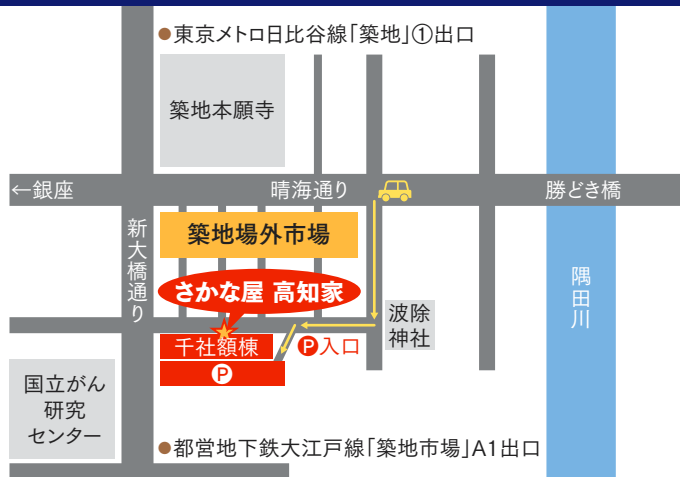 ●東京メトロ日比谷線「築地」①出口
築地本願寺
←銀座
晴海通り
勝どき橋
新大橋通り
築地場外市場
さかな屋 高知家
隅田川
波除
神社
千社額棟
P入口
P
国立がん
研究
センター
●都営地下鉄大江戸線「築地市場」A1出口